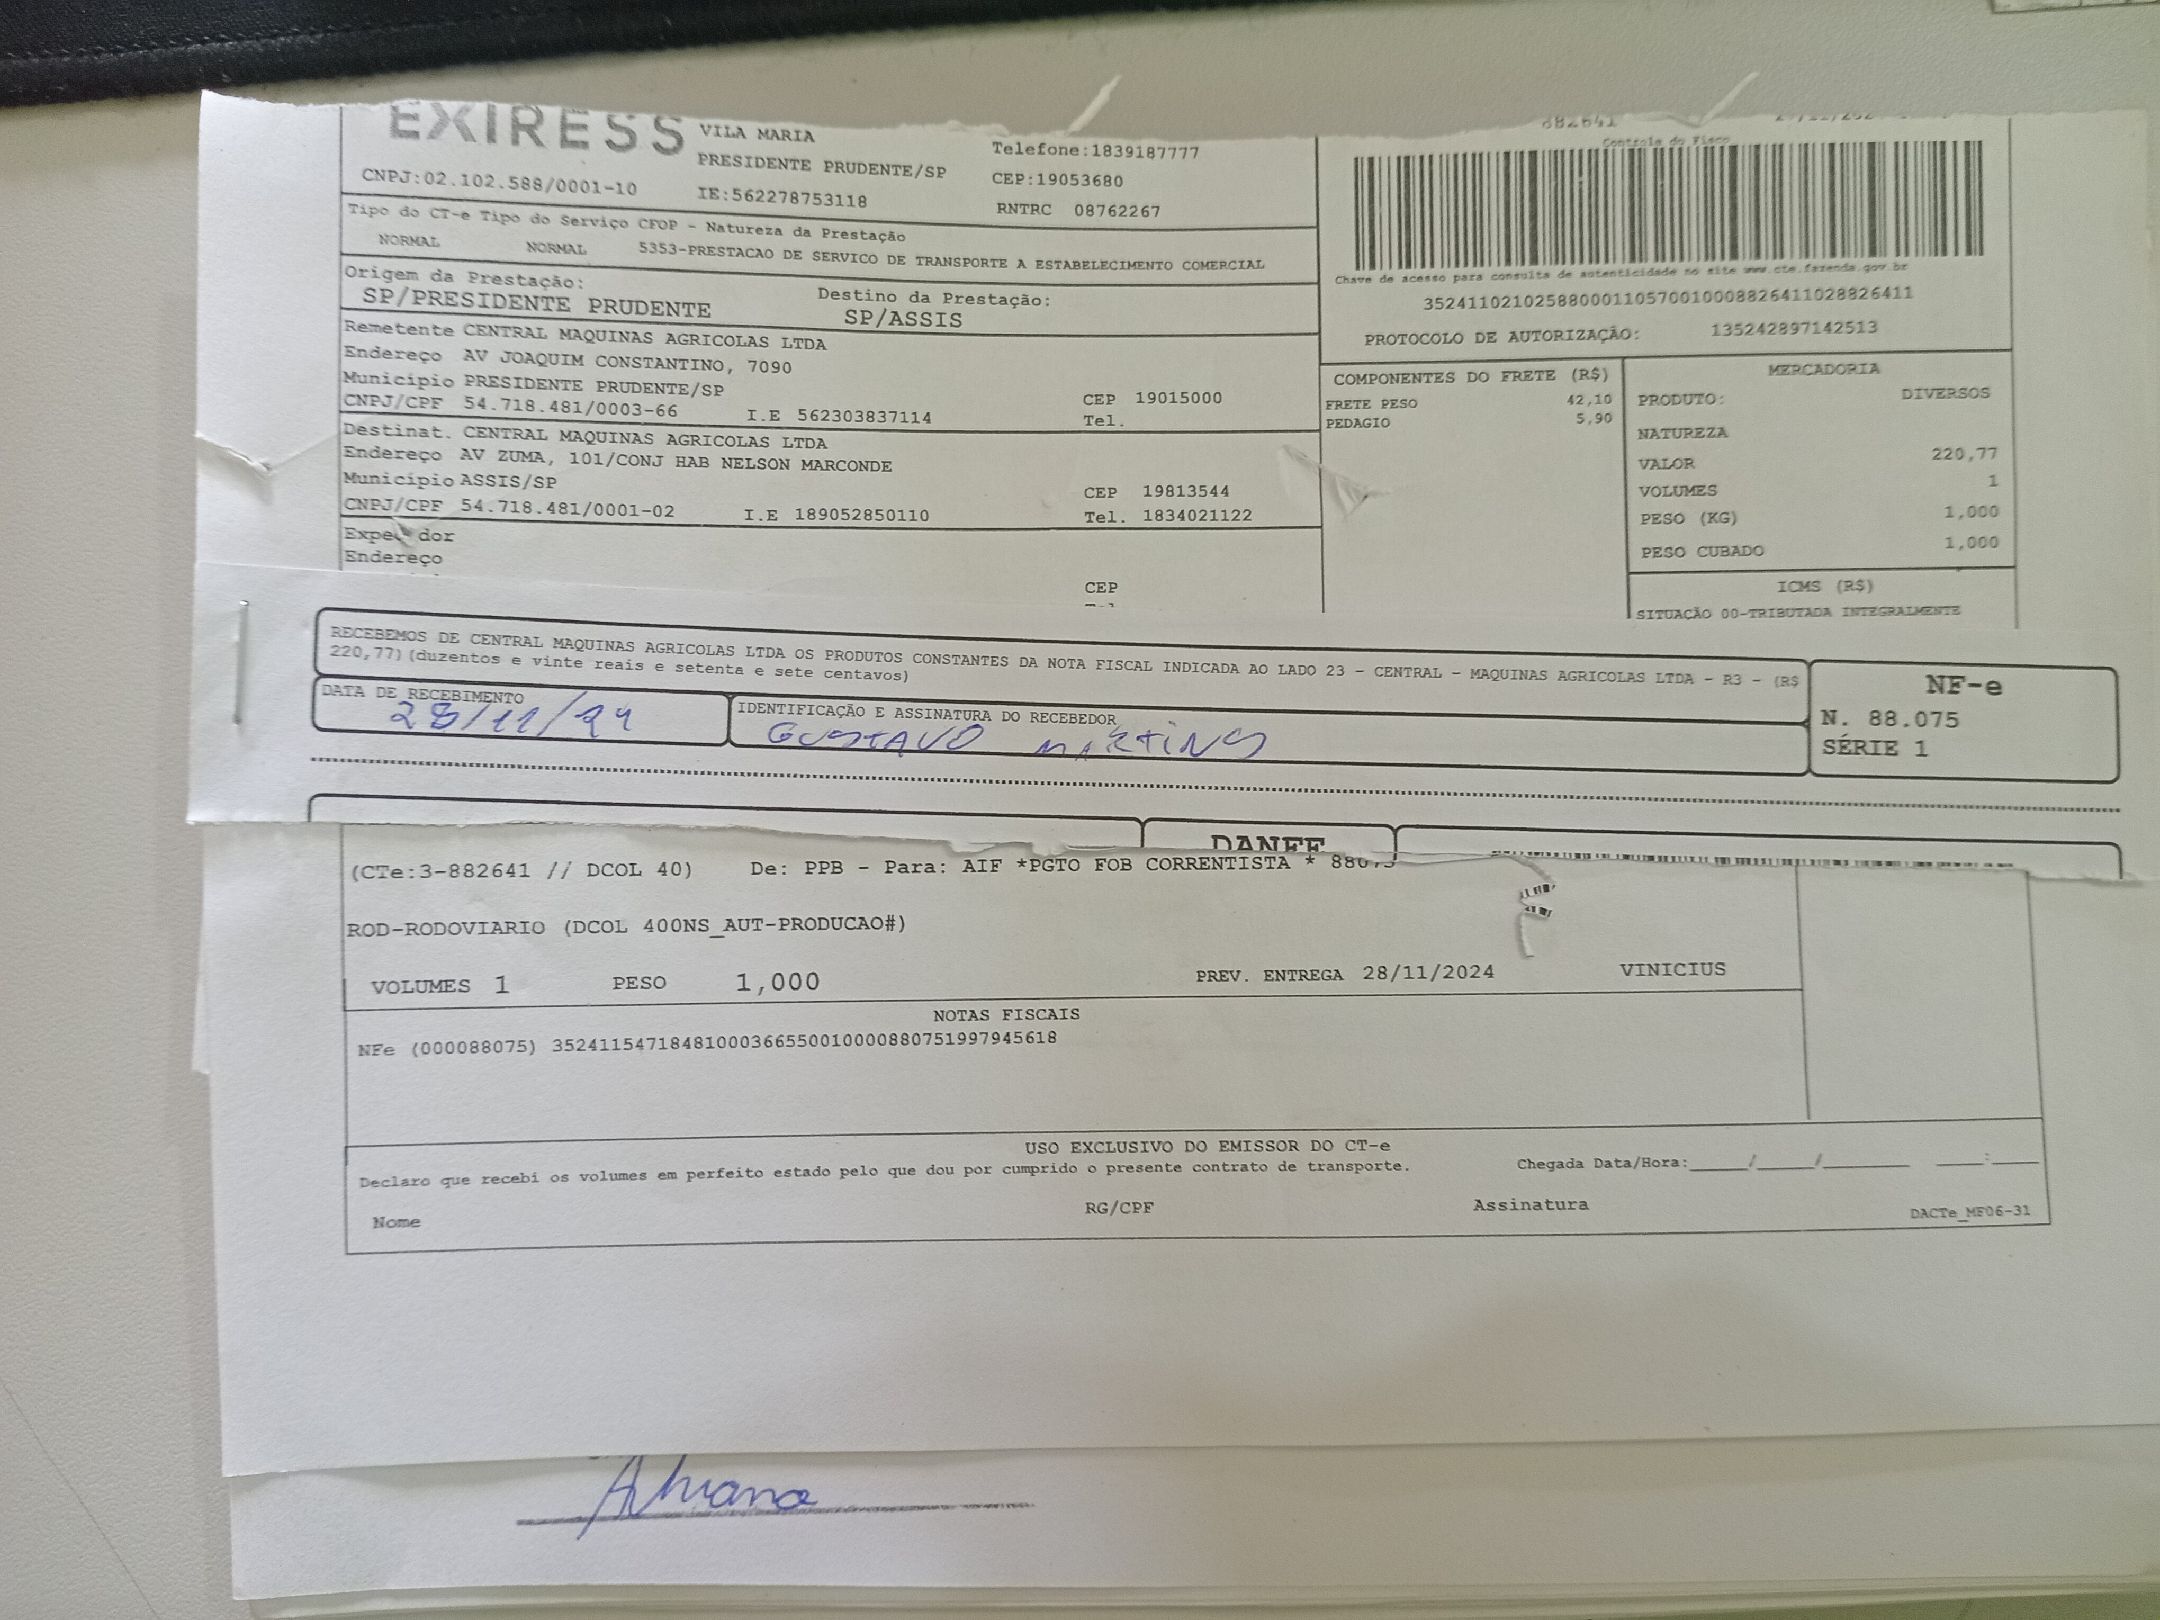 EXIRESS
VILA MARIA
PRESIDENTE PRUDENTE/SP
Telefone:1839187777
CEP:19053680
CNPJ:02.102.588/0001-10
IE:562278753118
RNTRC 08762267
Tipo do CT-e Tipo do Serviço CFOP - Natureza da Prestação
NORMAL NORMAL 5353-PRESTACAO DE SERVICO DE TRANSPORTE A ESTABELECIMENTO COMERCIAL
Origem da Prestação: Destino da Prestação:
SP/PRESIDENTE PRUDENTE SP/ASSIS
Remetente CENTRAL MAQUINAS AGRICOLAS LTDA
Endereço AV JOAQUIM CONSTANTINO, 7090
Município PRESIDENTE PRUDENTE/SP CEP 19015000
CNPJ/CPF 54.718.481/0003-66 I.E 562303837114 Tel.
Destinat. CENTRAL MAQUINAS AGRICOLAS LTDA
Endereço AV ZUMA, 101/CONJ HAB NELSON MARCONDE
Município ASSIS/SP CEP 19813544
CNPJ/CPF 54.718.481/0001-02 I.E 189052850110 Tel. 1834021122
Endereço
CEP
882641
Controle do Fisco
Chave de acesso para consulta de autenticidade no site www.cte.fazenda.gov.br
35241102102588000110570010008826411028826411
PROTOCOLO DE AUTORIZAÇÃO: 135242897142513
COMPONENTES DO FRETE (R$)
FRETE PESO 42,10
PEDAGIO 5,90
MERCADORIA
PRODUTO: DIVERSOS
NATUREZA
VALOR 220,77
VOLUMES 1
PESO (KG) 1,000
PESO CUBADO 1,000
ICMS (R$)
SITUAÇÃO 00-TRIBUTADA INTEGRALMENTE
RECEBEMOS DE CENTRAL MAQUINAS AGRICOLAS LTDA OS PRODUTOS CONSTANTES DA NOTA FISCAL INDICADA AO LADO 23 - CENTRAL - MAQUINAS AGRICOLAS LTDA - R3 - (R$
220,77)(duzentos e vinte reais e setenta e sete centavos)
DATA DE RECEBIMENTO
28/11/24
IDENTIFICAÇÃO E ASSINATURA DO RECEBEDOR
GUSTAVO MARTINS
NF-e
N. 88.075
SÉRIE 1
DANFE
(CTe:3-882641 // DCOL 40) De: PPB - Para: AIF *PGTO FOB CORRENTISTA * 88075
ROD-RODOVIARIO (DCOL 400NS_AUT-PRODUCAO#)
VOLUMES 1 PESO 1,000 PREV. ENTREGA 28/11/2024 VINICIUS
NOTAS FISCAIS
NFe (000088075) 35241154718481000366550010000880751997945618
USO EXCLUSIVO DO EMISSOR DO CT-e
Declaro que recebi os volumes em perfeito estado pelo que dou por cumprido o presente contrato de transporte. Chegada Data/Hora:_____/_____/________ ____:____
Nome RG/CPF Assinatura DACTe_MF06-31